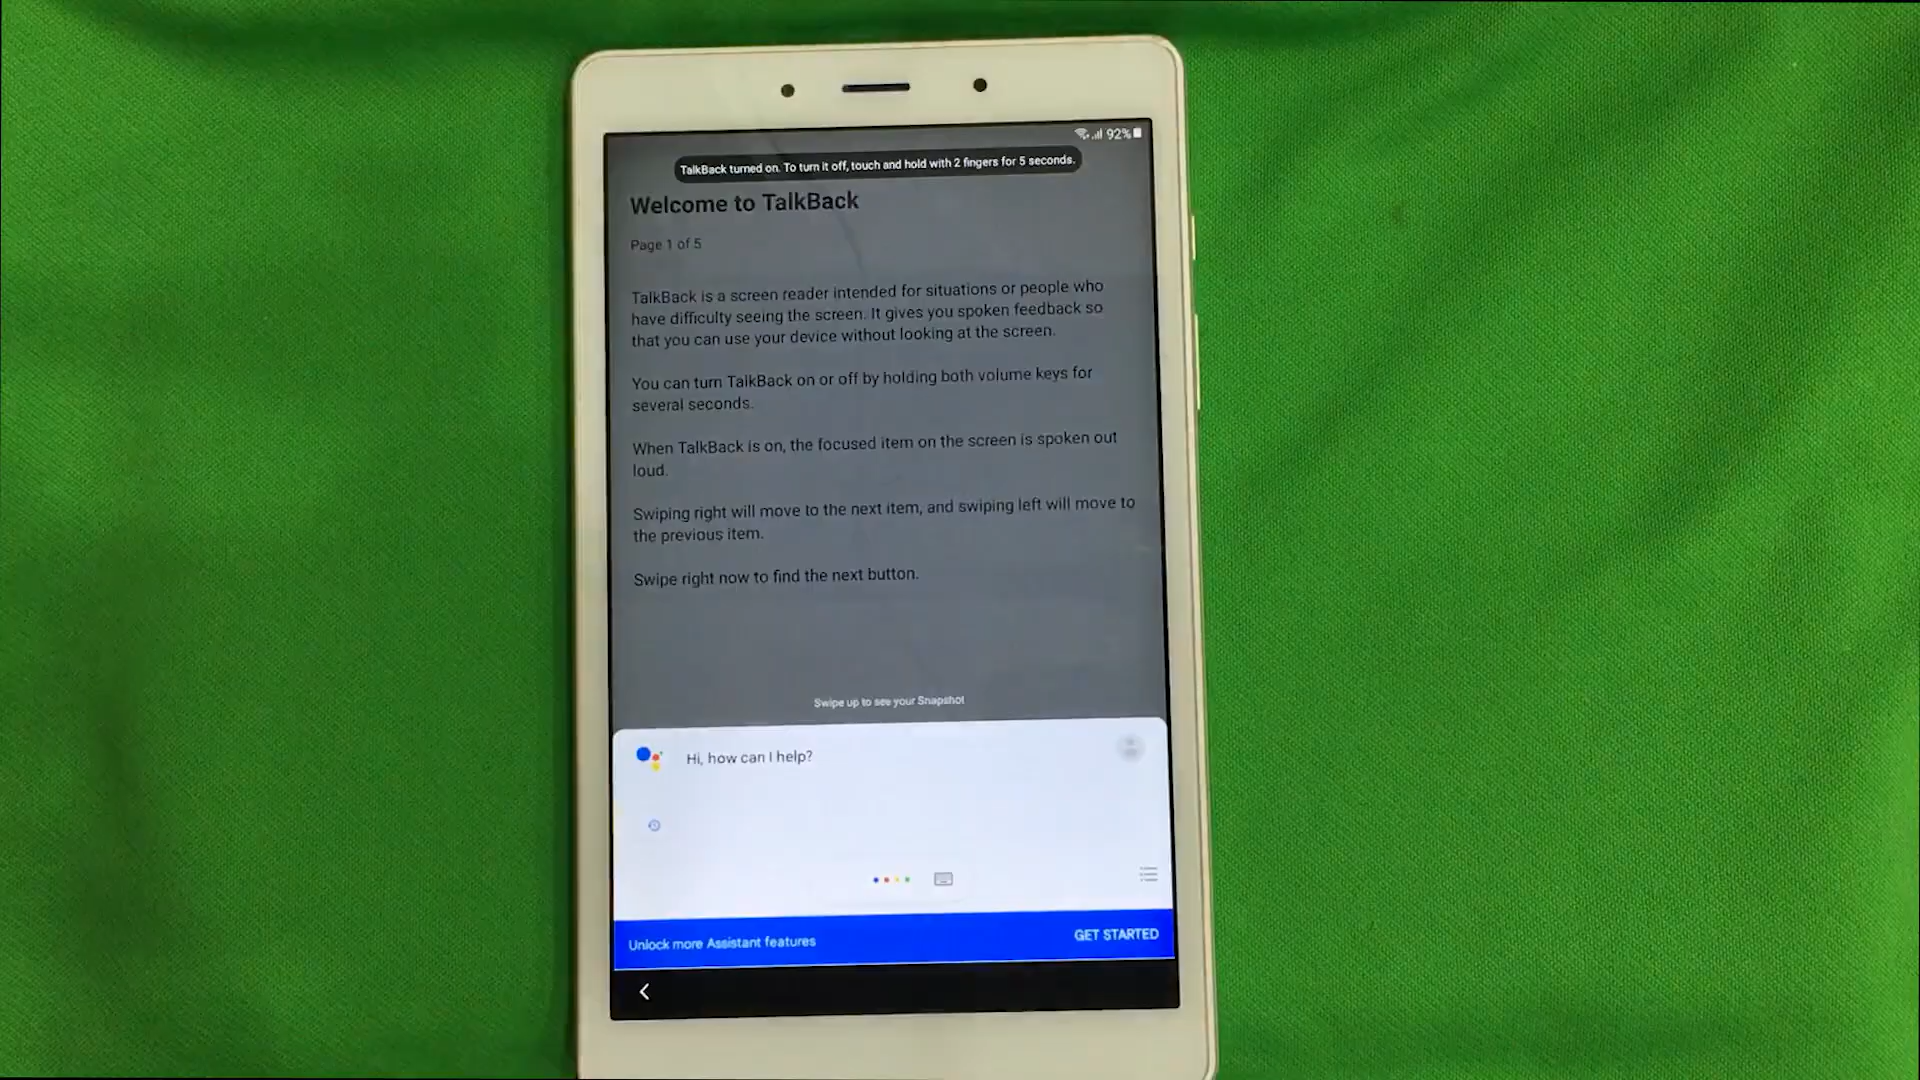 92%
TalkBack turned on. To turn it off, touch and hold with 2 fingers for 5 seconds.
Welcome to TalkBack
Page 1 of 5
TalkBack is a screen reader intended for situations or people who
have difficulty seeing the screen. It gives you spoken feedback so
that you can use your device without looking at the screen.
You can turn TalkBack on or off by holding both volume keys for
several seconds.
When TalkBack is on, the focused item on the screen is spoken out
loud.
Swiping right will move to the next item, and swiping left will move to
the previous item.
Swipe right now to find the next button.
Swipe up to see your Snapshot
Hi, how can I help?
Unlock more Assistant features
GET STARTED